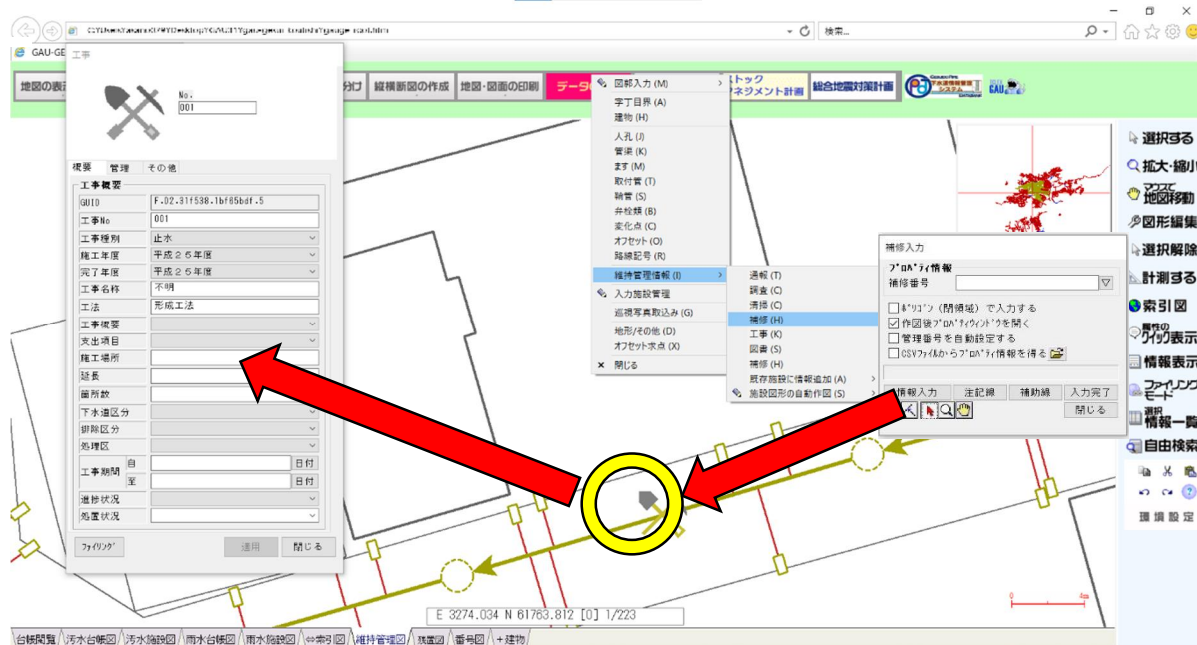 検索...
GAU-GE
工事
No.
001
概要 管理 その他
工事概要
GUID F.02.31f538.1bf65bdf.5
工事No 001
工事種別 止水
施工年度 平成２５年度
完了年度 平成２５年度
工事名称 不明
工法 形成工法
工事概要
支出項目
施工場所
延長
箇所数
下水道区分
排除区分
処理区
工事期間 自 日付
至 日付
進捗状況
処置状況
ﾌｧｲﾘﾝｸﾞ 適用 閉じる
地図の表
分け
縦横断図の作成
地図・図面の印刷
データ
ストック
マネジメント計画
総合地震対策計画
図郭入力 (M)
字丁目界 (A)
建物 (H)
人孔 (J)
管渠 (K)
ます (M)
取付管 (T)
鞘管 (S)
弁栓類 (B)
変化点 (C)
オフセット (O)
路線記号 (R)
維持管理情報 (I)
入力施設管理
巡視写真取込み (G)
地形/その他 (D)
オフセット求点 (X)
閉じる
通報 (T)
調査 (C)
清掃 (C)
補修 (H)
工事 (K)
図書 (S)
補修 (H)
既存施設に情報追加 (A)
施設図形の自動作図 (S)
補修入力
ﾌﾟﾛﾊﾟﾃｨ情報
補修番号
ﾎﾟﾘｺﾞﾝ（閉領域）で入力する
作図後ﾌﾟﾛﾊﾟﾃｨｳｨﾝﾄﾞｳを開く
管理番号を自動設定する
CSVﾌｧｲﾙからﾌﾟﾛﾊﾟﾃｨ情報を得る
情報入力 注記線 補助線 入力完了
閉じる
選択する
拡大・縮小
マウスで
地図移動
図形編集
選択解除
計測する
索引図
属性の
クイック表示
情報表示
ファイリング
モード
選択
情報一覧
自由検索
環境設定
E 3274.034 N 61763.812 [0] 1/223
0 4m
台帳閲覧 汚水台帳図 汚水施設図 雨水台帳図 雨水施設図 ⇔索引図 維持管理図 残置図 番号図 +建物